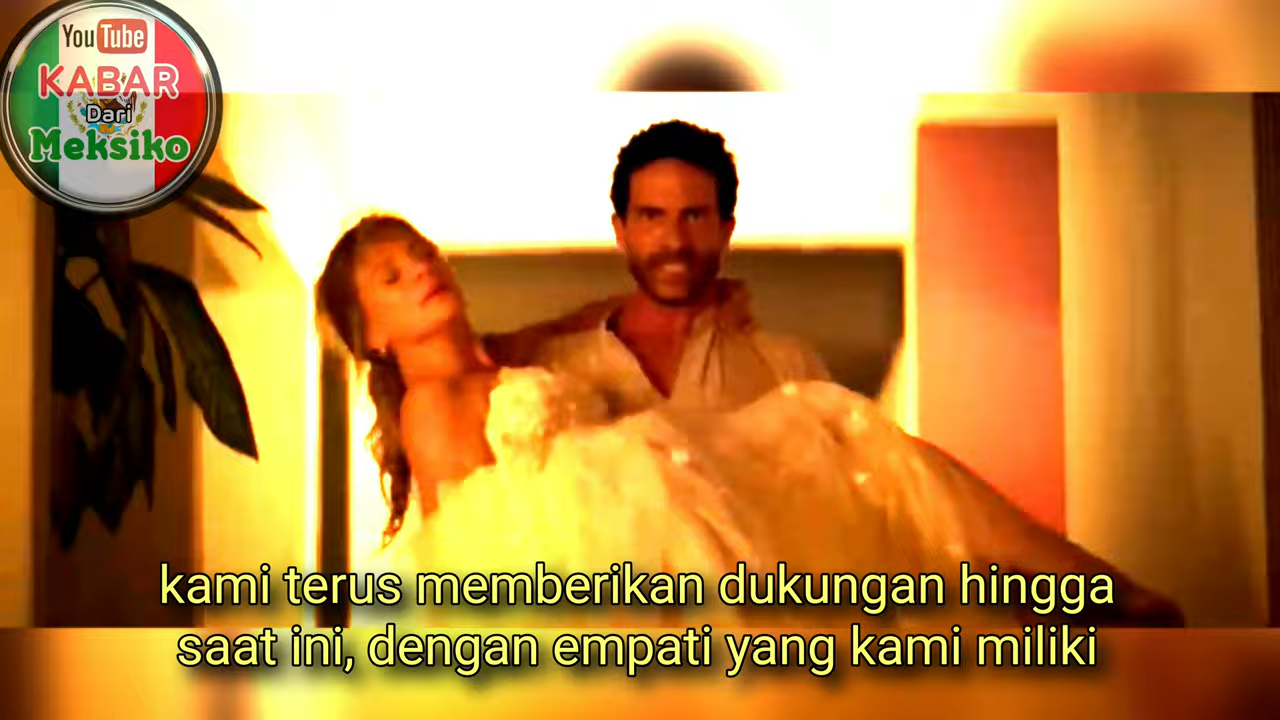 YouTube
KABAR
Dari
Meksiko
kami terus memberikan dukungan hingga
saat ini, dengan empati yang kami miliki